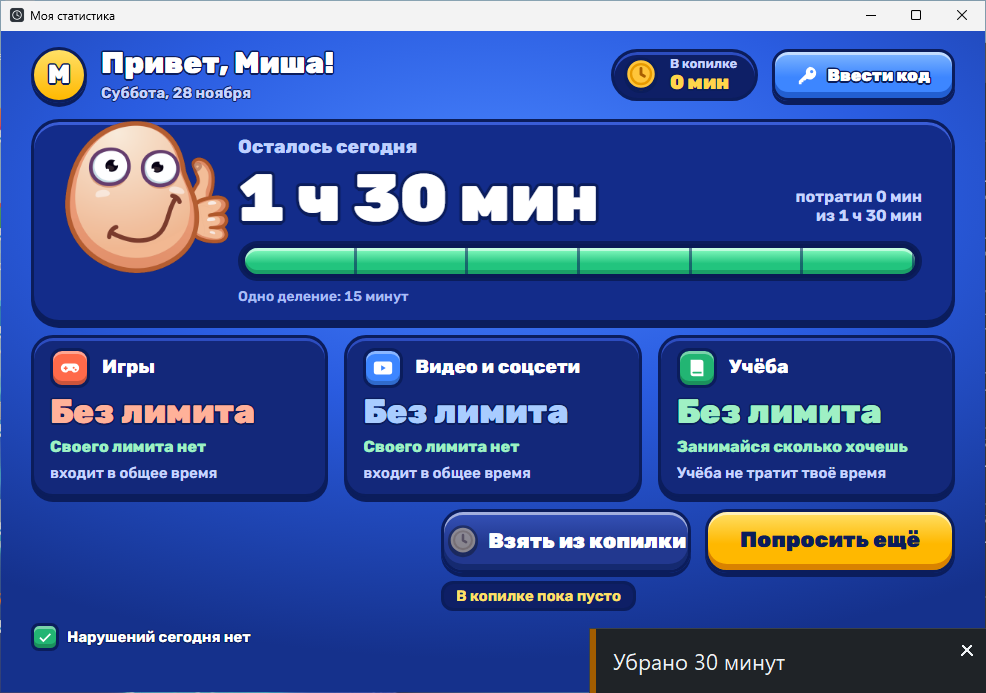 Моя статистика
М
Привет, Миша!
Суббота, 28 ноября
В копилке
0 мин
Ввести код
Осталось сегодня
1 ч 30 мин
потратил 0 мин
из 1 ч 30 мин
Одно деление: 15 минут
Игры
Без лимита
Своего лимита нет
входит в общее время
Видео и соцсети
Без лимита
Своего лимита нет
входит в общее время
Учёба
Без лимита
Занимайся сколько хочешь
Учёба не тратит твоё время
Взять из копилки
Попросить ещё
В копилке пока пусто
Нарушений сегодня нет
Убрано 30 минут